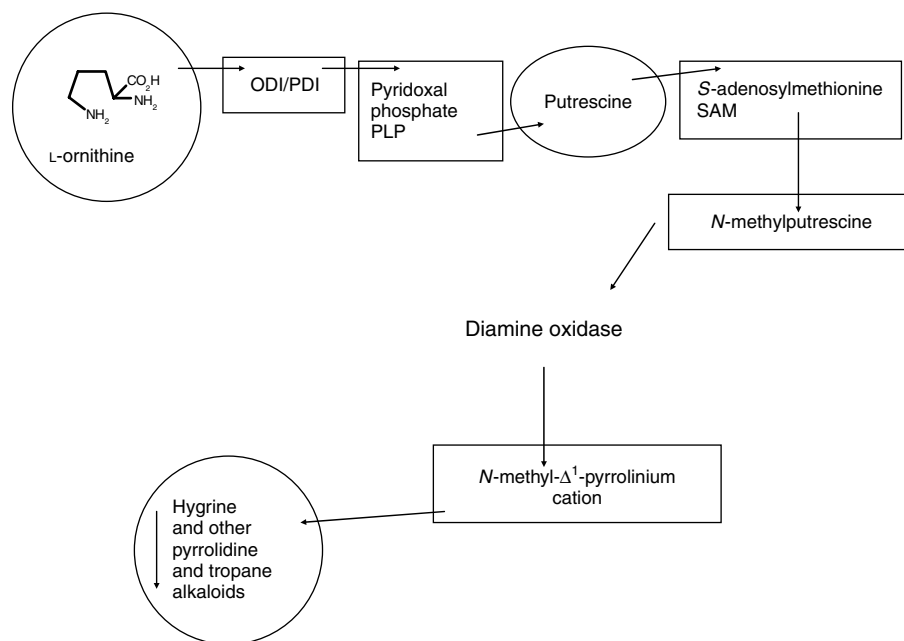 CO₂H
NH₂
NH₂
L-ornithine
ODI/PDI
Pyridoxal
phosphate
PLP
Putrescine
S-adenosylmethionine
SAM
N-methylputrescine
Diamine oxidase
N-methyl-Δ¹-pyrrolinium
cation
Hygrine
and other
pyrrolidine
and tropane
alkaloids